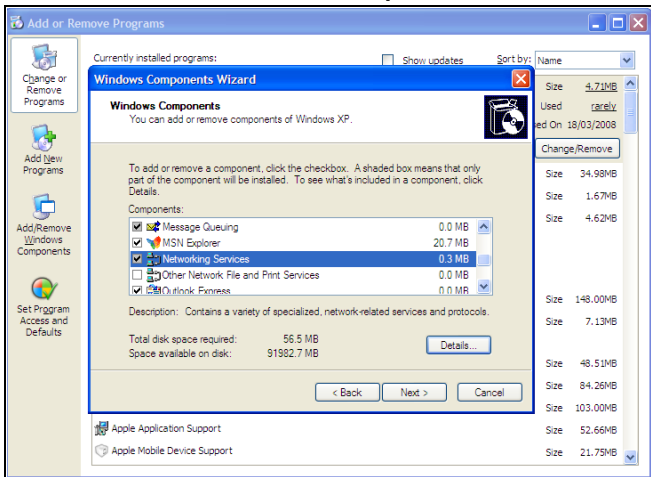 Add or Remove Programs
Currently installed programs:
Show updates
Sort by:
Name
Change or
Remove
Programs
Add New
Programs
Add/Remove
Windows
Components
Set Program
Access and
Defaults
Windows Components Wizard
Windows Components
You can add or remove components of Windows XP.
To add or remove a component, click the checkbox. A shaded box means that only
part of the component will be installed. To see what's included in a component, click
Details.
Components:
Message Queuing 0.0 MB
MSN Explorer 20.7 MB
Networking Services 0.3 MB
Other Network File and Print Services 0.0 MB
Outlook Express 0.0 MB
Description: Contains a variety of specialized, network-related services and protocols.
Total disk space required: 56.5 MB
Space available on disk: 91982.7 MB
Details...
< Back
Next >
Cancel
Size 4.71MB
Used rarely
ed On 18/03/2008
Change/Remove
Size 34.98MB
Size 1.67MB
Size 4.62MB
Size 148.00MB
Size 7.13MB
Size 48.51MB
Size 84.26MB
Size 103.00MB
Apple Application Support Size 52.66MB
Apple Mobile Device Support Size 21.75MB